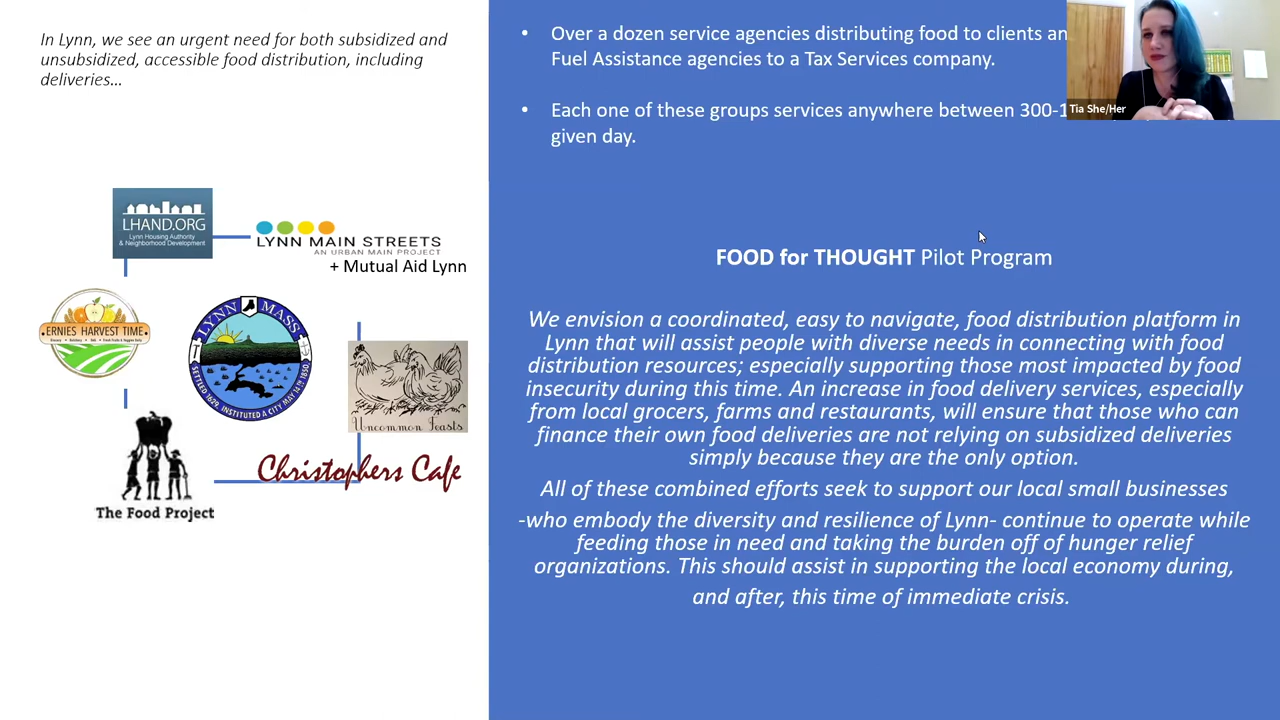 In Lynn, we see an urgent need for both subsidized and
unsubsidized, accessible food distribution, including
deliveries…
LHAND.ORG
Lynn Housing Authority
& Neighborhood Development
LYNN MAIN STREETS
AN URBAN MAIN PROJECT
+ Mutual Aid Lynn
ERNIES HARVEST TIME
LYNN MASS.
SETTLED 1629. INSTITUTED A CITY MAY 14TH 1850.
Uncommon Feasts
Christophers Cafe
The Food Project
• Over a dozen service agencies distributing food to clients an
Fuel Assistance agencies to a Tax Services company.
• Each one of these groups services anywhere between 300-1
given day.
Tia She/Her
FOOD for THOUGHT Pilot Program
We envision a coordinated, easy to navigate, food distribution platform in
Lynn that will assist people with diverse needs in connecting with food
distribution resources; especially supporting those most impacted by food
insecurity during this time. An increase in food delivery services, especially
from local grocers, farms and restaurants, will ensure that those who can
finance their own food deliveries are not relying on subsidized deliveries
simply because they are the only option.
All of these combined efforts seek to support our local small businesses
-who embody the diversity and resilience of Lynn- continue to operate while
feeding those in need and taking the burden off of hunger relief
organizations. This should assist in supporting the local economy during,
and after, this time of immediate crisis.